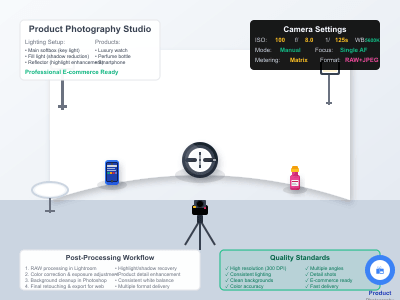 Product Photography Studio
Lighting Setup:
Products:
• Main softbox (key light)
• Luxury watch
• Fill light (shadow reduction)
• Perfume bottle
• Reflector (highlight enhancement)
• Smartphone
Professional E-commerce Ready
Camera Settings
ISO: 100 f/ 8.0 1/ 125s WB: 5600K
Mode: Manual Focus: Single AF
Metering: Matrix Format: RAW+JPEG
Post-Processing Workflow
1. RAW processing in Lightroom
• Highlight/shadow recovery
2. Color correction & exposure adjustment
• Product detail enhancement
3. Background cleanup in Photoshop
• Consistent white balance
4. Final retouching & export for web
• Multiple format delivery
Quality Standards
✓ High resolution (300 DPI)
✓ Multiple angles
✓ Consistent lighting
✓ Detail shots
✓ Clean backgrounds
✓ E-commerce ready
✓ Color accuracy
✓ Fast delivery
Product